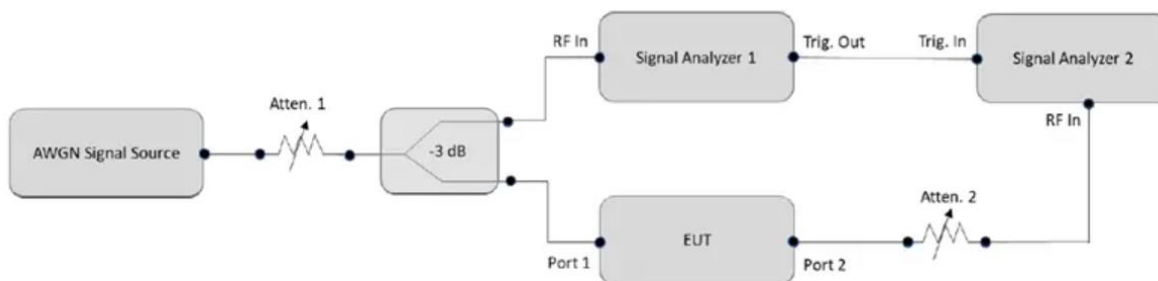 RF In
Signal Analyzer 1
Trig. Out
Trig. In
Signal Analyzer 2
RF In
Atten. 1
AWGN Signal Source
-3 dB
Atten. 2
EUT
Port 1
Port 2